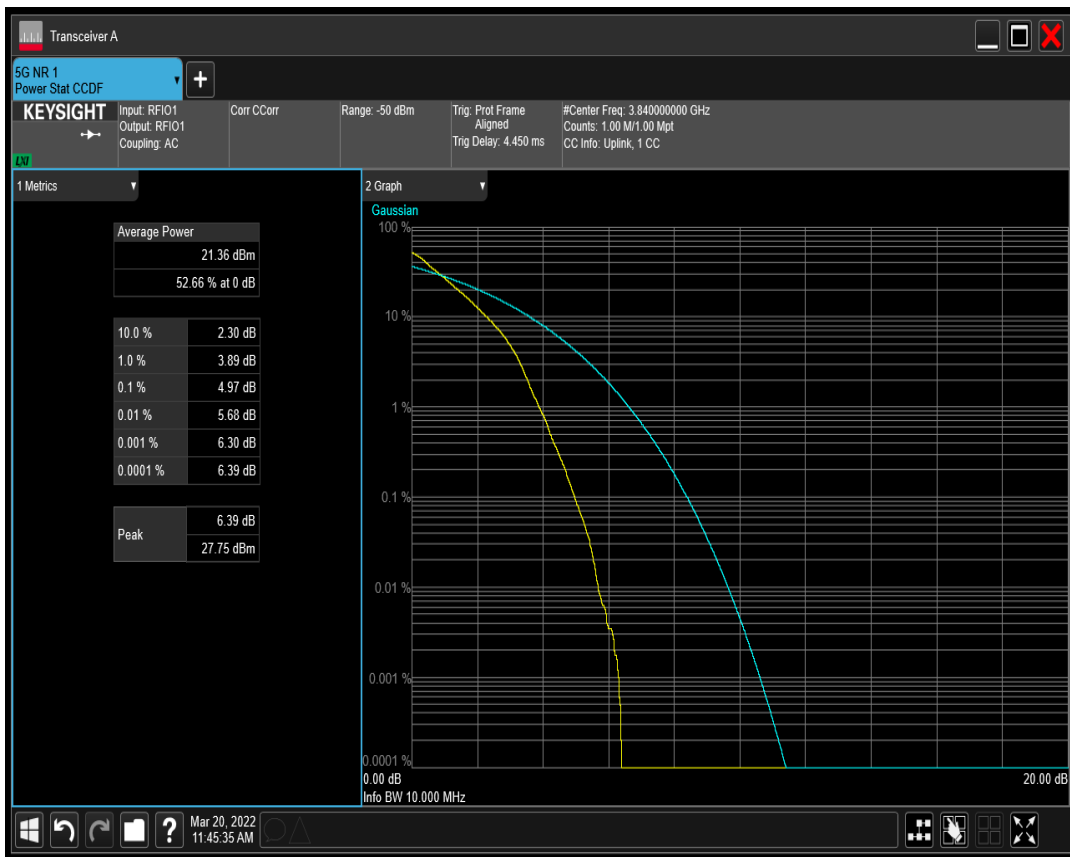 Transceiver A
5G NR 1
Power Stat CCDF
KEYSIGHT
LXI
Input: RFIO1
Output: RFIO1
Coupling: AC
Corr CCorr
Range: -50 dBm
Trig: Prot Frame
Aligned
Trig Delay: 4.450 ms
#Center Freq: 3.840000000 GHz
Counts: 1.00 M/1.00 Mpt
CC Info: Uplink, 1 CC
1 Metrics
Average Power
21.36 dBm
52.66 % at 0 dB
10.0 % 2.30 dB
1.0 % 3.89 dB
0.1 % 4.97 dB
0.01 % 5.68 dB
0.001 % 6.30 dB
0.0001 % 6.39 dB
Peak
6.39 dB
27.75 dBm
2 Graph
Gaussian
100 %
10 %
1 %
0.1 %
0.01 %
0.001 %
0.0001 %
0.00 dB 20.00 dB
Info BW 10.000 MHz
?
Mar 20, 2022
11:45:35 AM